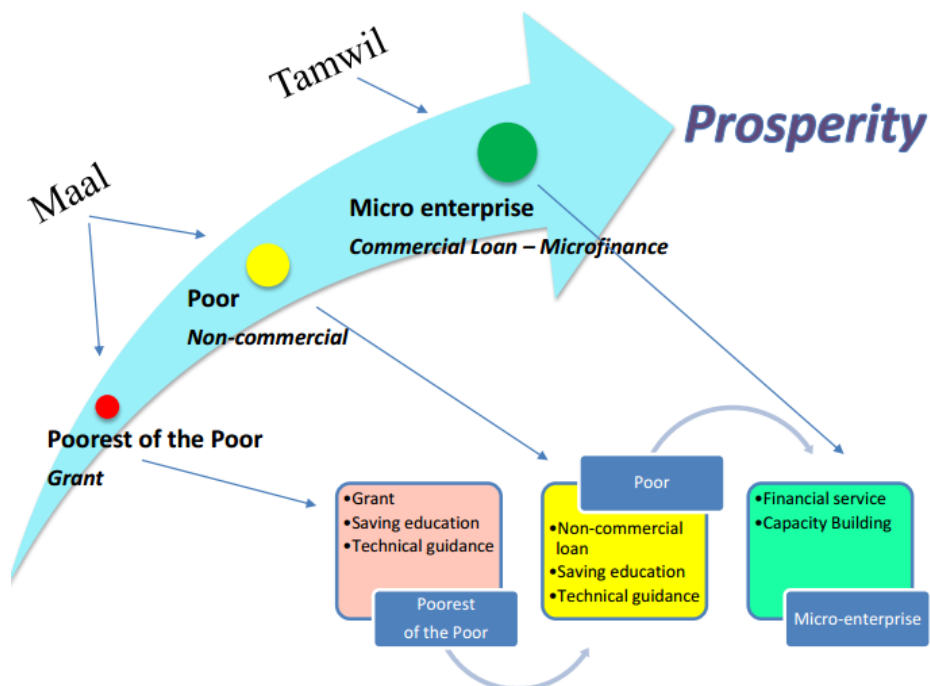 Tamwil
Prosperity
Maal
Micro enterprise
Commercial Loan – Microfinance
Poor
Non-commercial
Poorest of the Poor
Grant
•Grant
•Saving education
•Technical guidance
Poorest
of the Poor
Poor
•Non-commercial
loan
•Saving education
•Technical guidance
•Financial service
•Capacity Building
Micro-enterprise